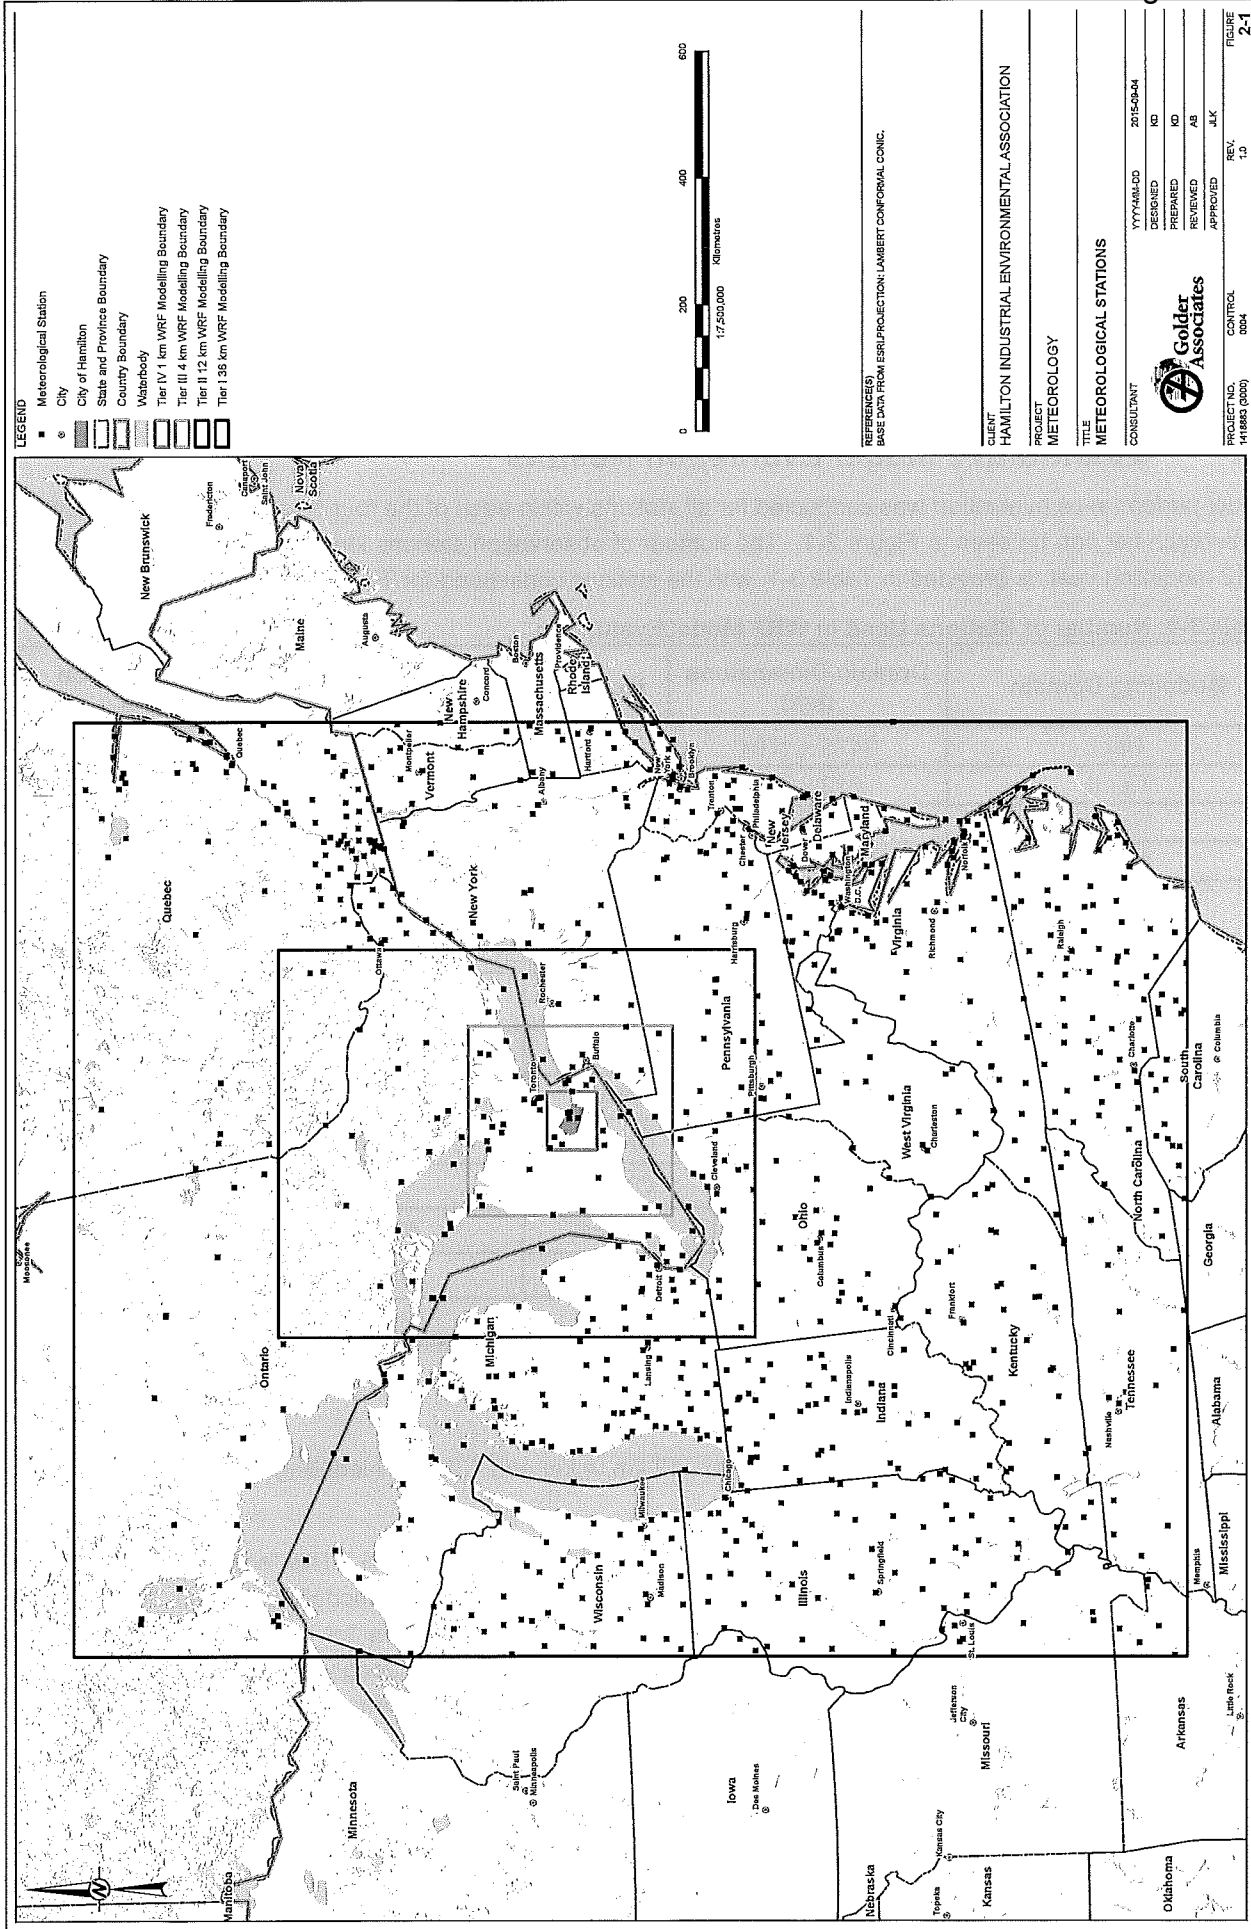 LEGEND
Meteorological Station
City
City of Hamilton
State and Province Boundary
Country Boundary
Waterbody
Tier IV 1 km WRF Modelling Boundary
Tier III 4 km WRF Modelling Boundary
Tier II 12 km WRF Modelling Boundary
Tier I 36 km WRF Modelling Boundary
0 200 400 600
1:7,500,000 Kilometres
REFERENCE(S)
BASE DATA FROM ESRI,PROJECTION: LAMBERT CONFORMAL CONIC.
CLIENT
HAMILTON INDUSTRIAL ENVIRONMENTAL ASSOCIATION
PROJECT
METEOROLOGY
TITLE
METEOROLOGICAL STATIONS
CONSULTANT
YYYY-MM-DD 2015-09-04
DESIGNED KD
PREPARED KD
REVIEWED AB
APPROVED JLK
Golder
Associates
PROJECT NO. CONTROL REV. FIGURE
1418883 (3000) 0004 1.0 2-1
N
Manitoba
Minnesota
Saint Paul
Minneapolis
Iowa
Des Moines
Nebraska
Topeka
Kansas City
Kansas
Jefferson
City
Missouri
Oklahoma
Arkansas
Little Rock
Moosonee
Ontario
Quebec
Quebec
Ottawa
New Brunswick
Fredericton
Saint John
Nova
Scotia
Maine
Augusta
Montpelier
Vermont
New
Hampshire
Concord
Boston
Massachusetts
Providence
Rhode
Island
Hartford
Albany
New York
New
York
Brooklyn
Rochester
Buffalo
Toronto
Michigan
Lansing
Detroit
Wisconsin
Milwaukee
Madison
Chicago
Illinois
Springfield
St. Louis
Indianapolis
Indiana
Ohio
Columbus
Cleveland
Cincinnati
Pennsylvania
Pittsburgh
Harrisburg
Trenton
Philadelphia
Chester
New
Jersey
Dover
Delaware
Maryland
Washington
D.C.
Virginia
Richmond
Norfolk
West Virginia
Charleston
Frankfort
Kentucky
Nashville
Tennessee
Memphis
Mississippi
Alabama
Georgia
North Carolina
Raleigh
Charlotte
South
Carolina
Columbia